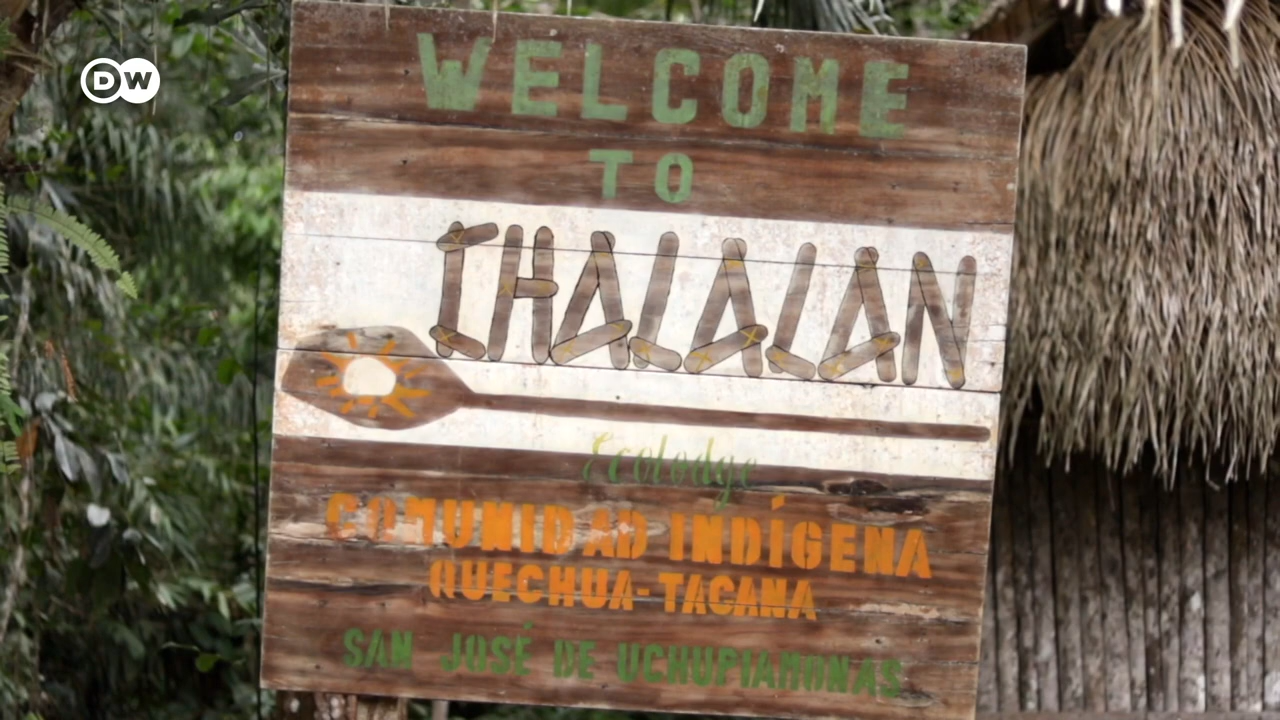 DW
WELCOME
TO
CHALALAN
Ecolodge
COMUNIDAD INDÍGENA
QUECHUA-TACANA
SAN JOSÉ DE UCHUPIAMONAS